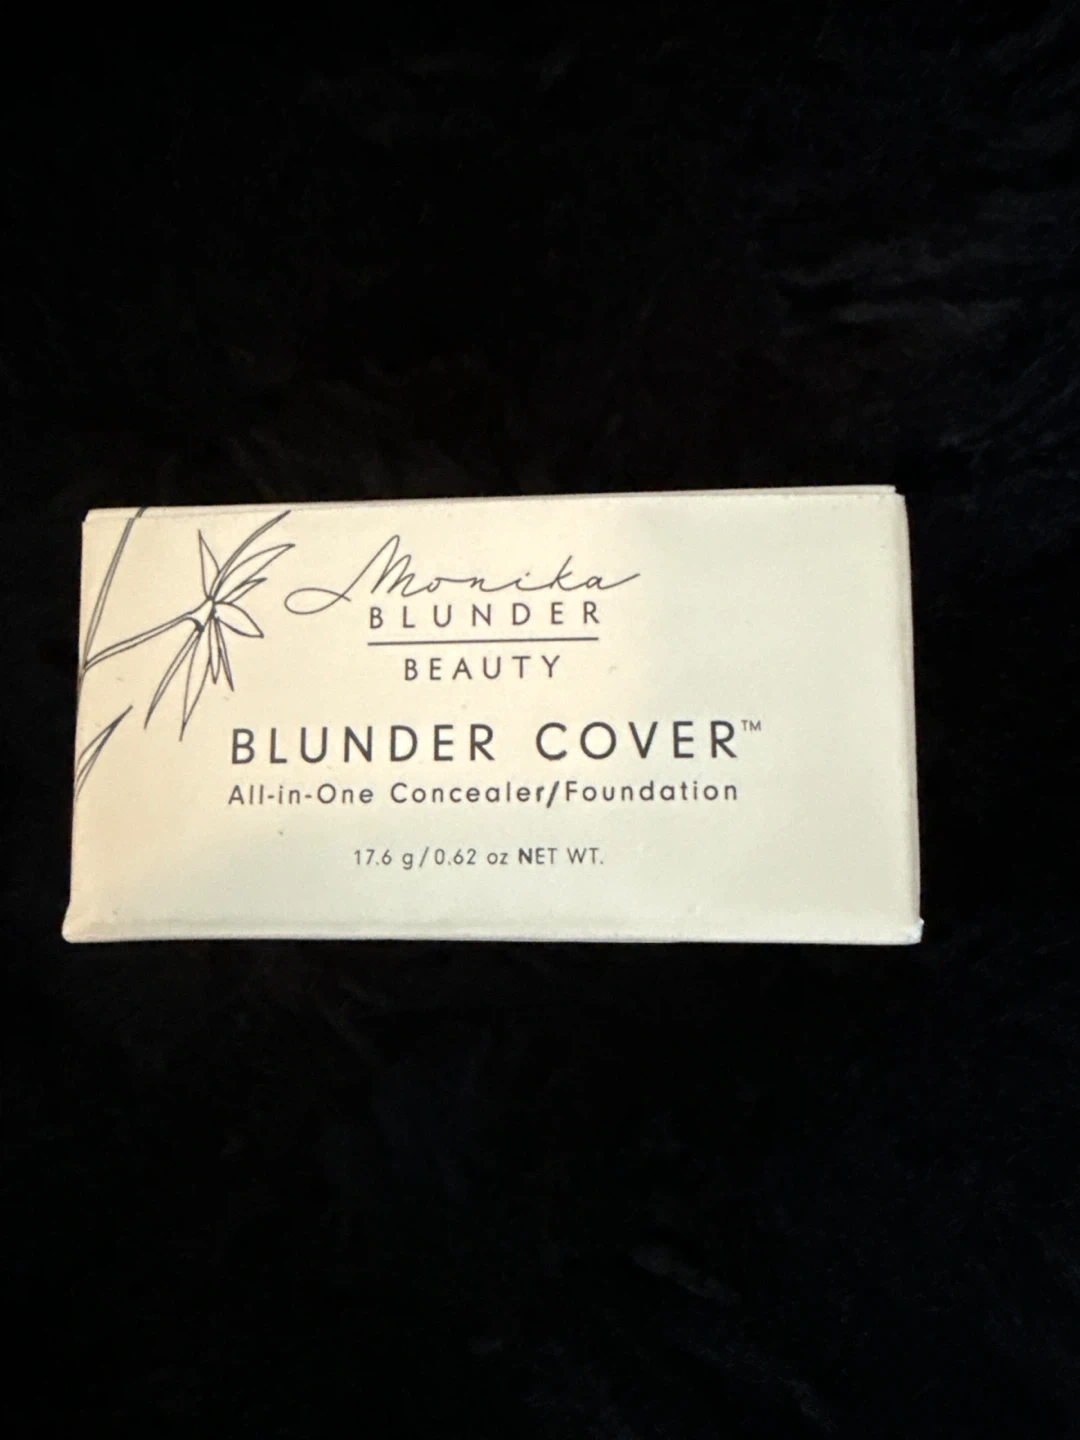 Monika
BLUNDER
BEAUTY
BLUNDER COVER™
All-in-One Concealer/Foundation
17.6 g/0.62 oz NET WT.